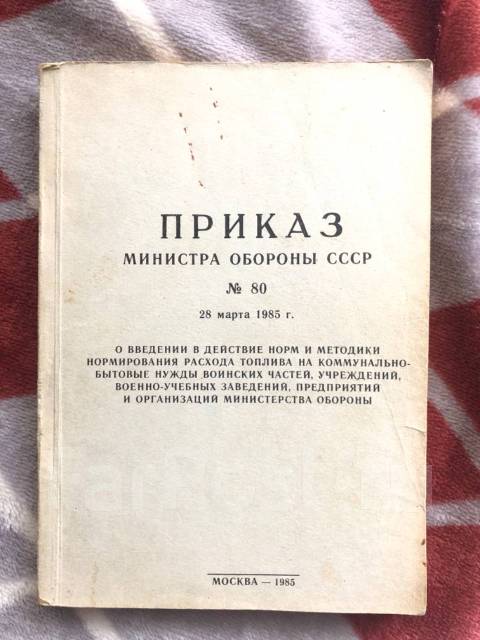 ПРИКАЗ
МИНИСТРА ОБОРОНЫ СССР
№ 80
28 марта 1985 г.
О ВВЕДЕНИИ В ДЕЙСТВИЕ НОРМ И МЕТОДИКИ
НОРМИРОВАНИЯ РАСХОДА ТОПЛИВА НА КОММУНАЛЬНО-
БЫТОВЫЕ НУЖДЫ ВОИНСКИХ ЧАСТЕЙ, УЧРЕЖДЕНИЙ,
ВОЕННО-УЧЕБНЫХ ЗАВЕДЕНИЙ, ПРЕДПРИЯТИЙ
И ОРГАНИЗАЦИЙ МИНИСТЕРСТВА ОБОРОНЫ
МОСКВА — 1985